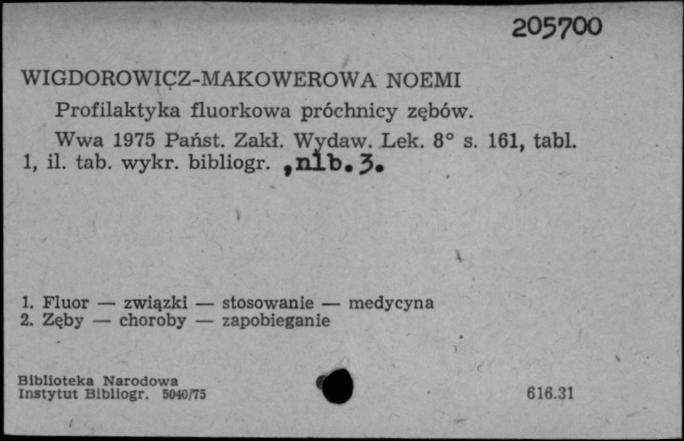 205700
WIGDOROWICZ-MAKOWEROWA NOEMI
Profilaktyka fluorkowa próchnicy zębów.
Wwa 1975 Państ. Zakł. Wydaw. Lek. 8° s. 161, tabl.
1, il. tab. wykr. bibliogr. ,nlb.3.
1. Fluor — związki — stosowanie — medycyna
2. Zęby — choroby — zapobieganie
Biblioteka Narodowa
Instytut Bibliogr. 5040/75
616.31